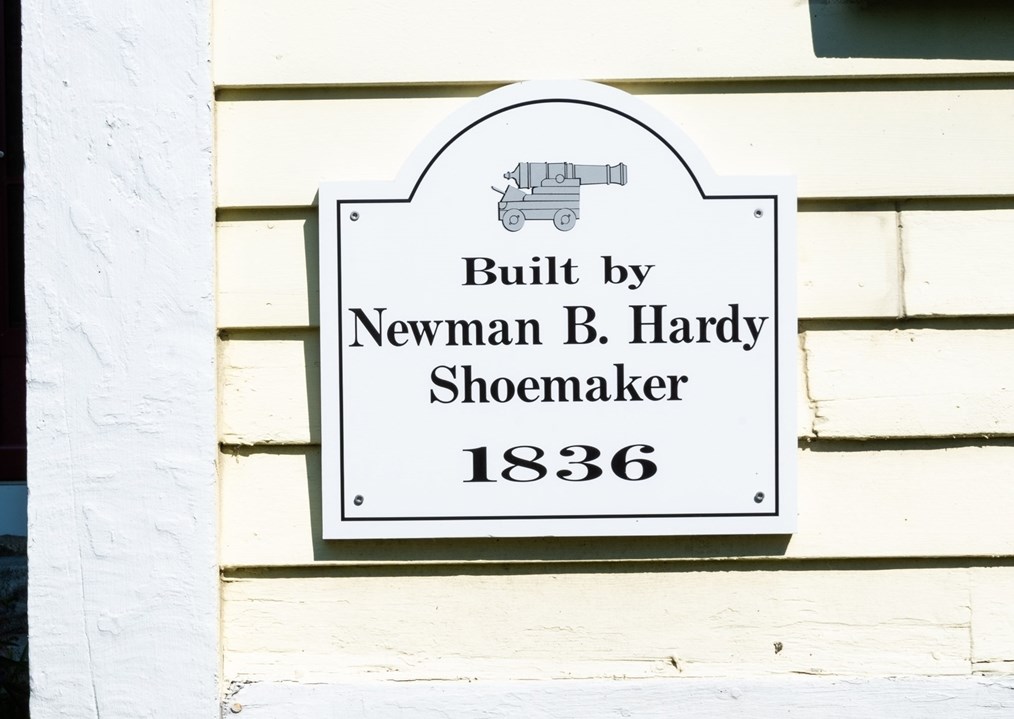 Built by
Newman B. Hardy
Shoemaker
1836